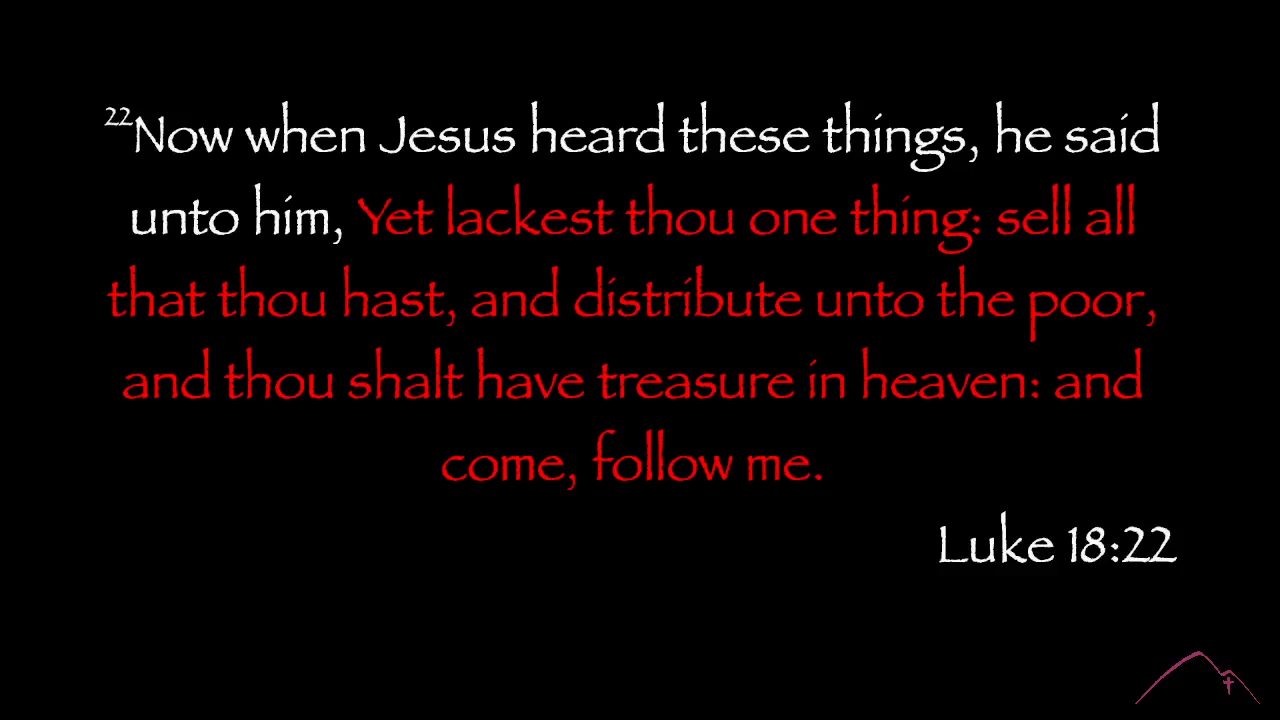 22Now when Jesus heard these things, he said
unto him, Yet lackest thou one thing: sell all
that thou hast, and distribute unto the poor,
and thou shalt have treasure in heaven: and
come, follow me.
Luke 18:22